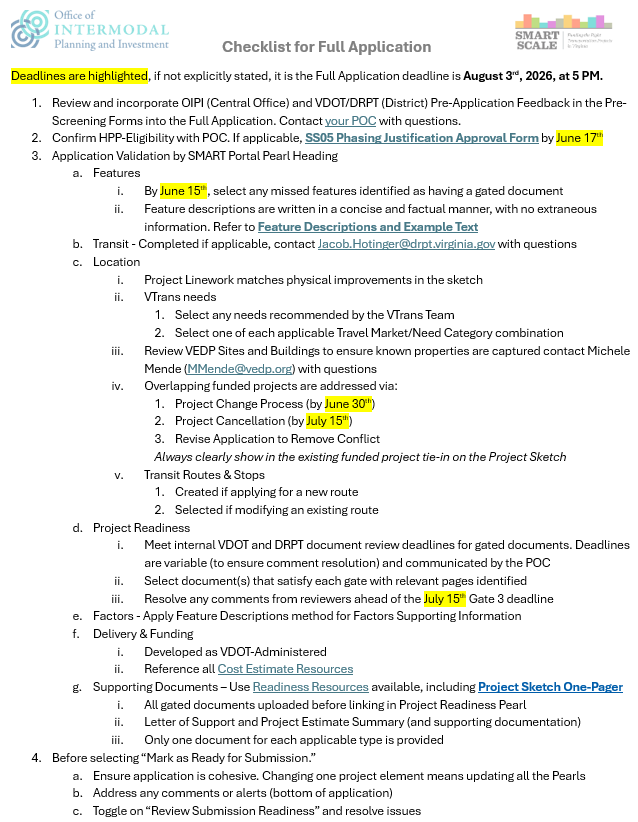 Office of
INTERMODAL
Planning and Investment
SMART
SCALE
Checklist for Full Application
Deadlines are highlighted, if not explicitly stated, it is the Full Application deadline is August 3rd, 2026, at 5 PM.
1. Review and incorporate OIPI (Central Office) and VDOT/DRPT (District) Pre-Application Feedback in the Pre-
Screening Forms into the Full Application. Contact your POC with questions.
2. Confirm HPP-Eligibility with POC. If applicable, SS05 Phasing Justification Approval Form by June 17th
3. Application Validation by SMART Portal Pearl Heading
a. Features
i. By June 15th, select any missed features identified as having a gated document
ii. Feature descriptions are written in a concise and factual manner, with no extraneous
information. Refer to Feature Descriptions and Example Text
b. Transit - Completed if applicable, contact Jacob.Hotinger@drpt.virginia.gov with questions
c. Location
i. Project Linework matches physical improvements in the sketch
ii. VTrans needs
1. Select any needs recommended by the VTrans Team
2. Select one of each applicable Travel Market/Need Category combination
iii. Review VEDP Sites and Buildings to ensure known properties are captured contact Michele
Mende (MMende@vedp.org) with questions
iv. Overlapping funded projects are addressed via:
1. Project Change Process (by June 30th)
2. Project Cancellation (by July 15th)
3. Revise Application to Remove Conflict
Always clearly show in the existing funded project tie-in on the Project Sketch
v. Transit Routes & Stops
1. Created if applying for a new route
2. Selected if modifying an existing route
d. Project Readiness
i. Meet internal VDOT and DRPT document review deadlines for gated documents. Deadlines
are variable (to ensure comment resolution) and communicated by the POC
ii. Select document(s) that satisfy each gate with relevant pages identified
iii. Resolve any comments from reviewers ahead of the July 15th Gate 3 deadline
e. Factors - Apply Feature Descriptions method for Factors Supporting Information
f. Delivery & Funding
i. Developed as VDOT-Administered
ii. Reference all Cost Estimate Resources
g. Supporting Documents – Use Readiness Resources available, including Project Sketch One-Pager
i. All gated documents uploaded before linking in Project Readiness Pearl
ii. Letter of Support and Project Estimate Summary (and supporting documentation)
iii. Only one document for each applicable type is provided
4. Before selecting “Mark as Ready for Submission.”
a. Ensure application is cohesive. Changing one project element means updating all the Pearls
b. Address any comments or alerts (bottom of application)
c. Toggle on “Review Submission Readiness” and resolve issues